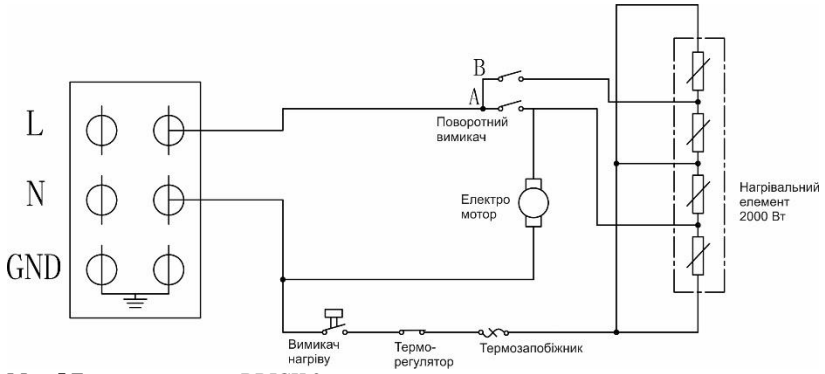 L
N
GND
B
A
Поворотний
вимикач
Електро
мотор
Нагрівальний
елемент
2000 Вт
Вимикач
нагріву
Термо-
регулятор
Термозапобіжник